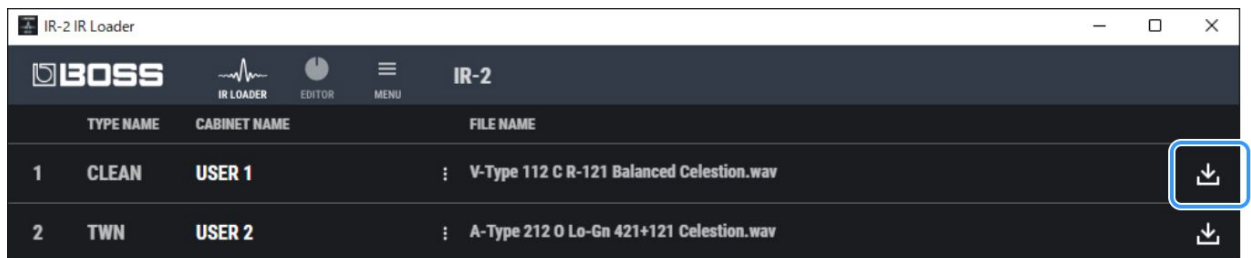 IR-2 IR Loader
BOSS IR LOADER EDITOR MENU IR-2
TYPE NAME CABINET NAME FILE NAME
1 CLEAN USER 1 V-Type 112 C R-121 Balanced Celestion.wav
2 TWN USER 2 A-Type 212 O Lo-Gn 421+121 Celestion.wav